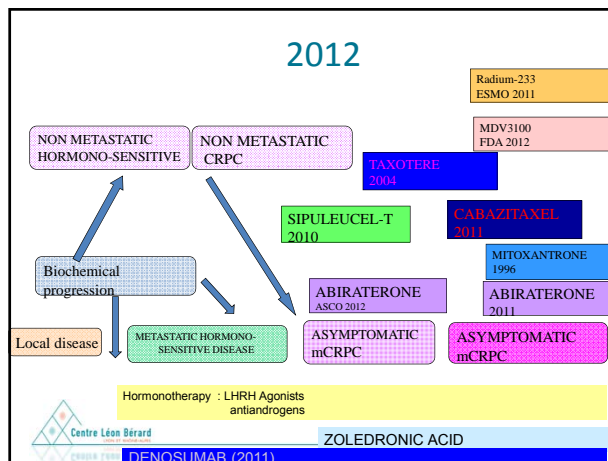 2012
Radium-233
ESMO 2011
MDV3100
FDA 2012
NON METASTATIC
HORMONO-SENSITIVE
NON METASTATIC
CRPC
TAXOTERE
2004
SIPULEUCEL-T
2010
CABAZITAXEL
2011
MITOXANTRONE
1996
Biochemical
progression
ABIRATERONE
ASCO 2012
ABIRATERONE
2011
Local disease
METASTATIC HORMONO-
SENSITIVE DISEASE
ASYMPTOMATIC
mCRPC
ASYMPTOMATIC
mCRPC
Hormonotherapy : LHRH Agonists
antiandrogens
Centre Léon Bérard
ZOLEDRONIC ACID
DENOSUMAB (2011)